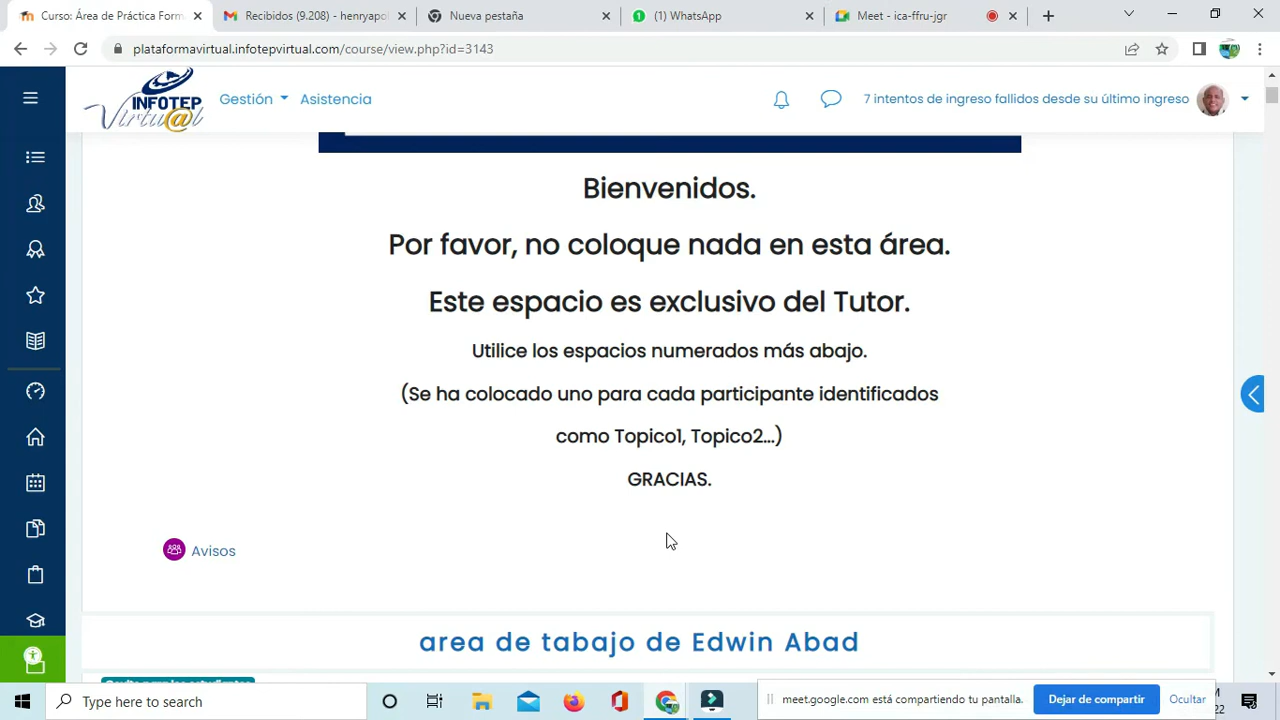 Curso: Área de Práctica Form
Recibidos (9.208) - henryapol
Nueva pestaña
(1) WhatsApp
Meet - ica-ffru-jgr
plataformavirtual.infotepvirtual.com/course/view.php?id=3143
INFOTEP
Virtu@l
Gestión
Asistencia
7 intentos de ingreso fallidos desde su último ingreso
Bienvenidos.
Por favor, no coloque nada en esta área.
Este espacio es exclusivo del Tutor.
Utilice los espacios numerados más abajo.
(Se ha colocado uno para cada participante identificados
como Topico1, Topico2...)
GRACIAS.
Avisos
area de tabajo de Edwin Abad
Type here to search
meet.google.com está compartiendo tu pantalla.
Dejar de compartir
Ocultar